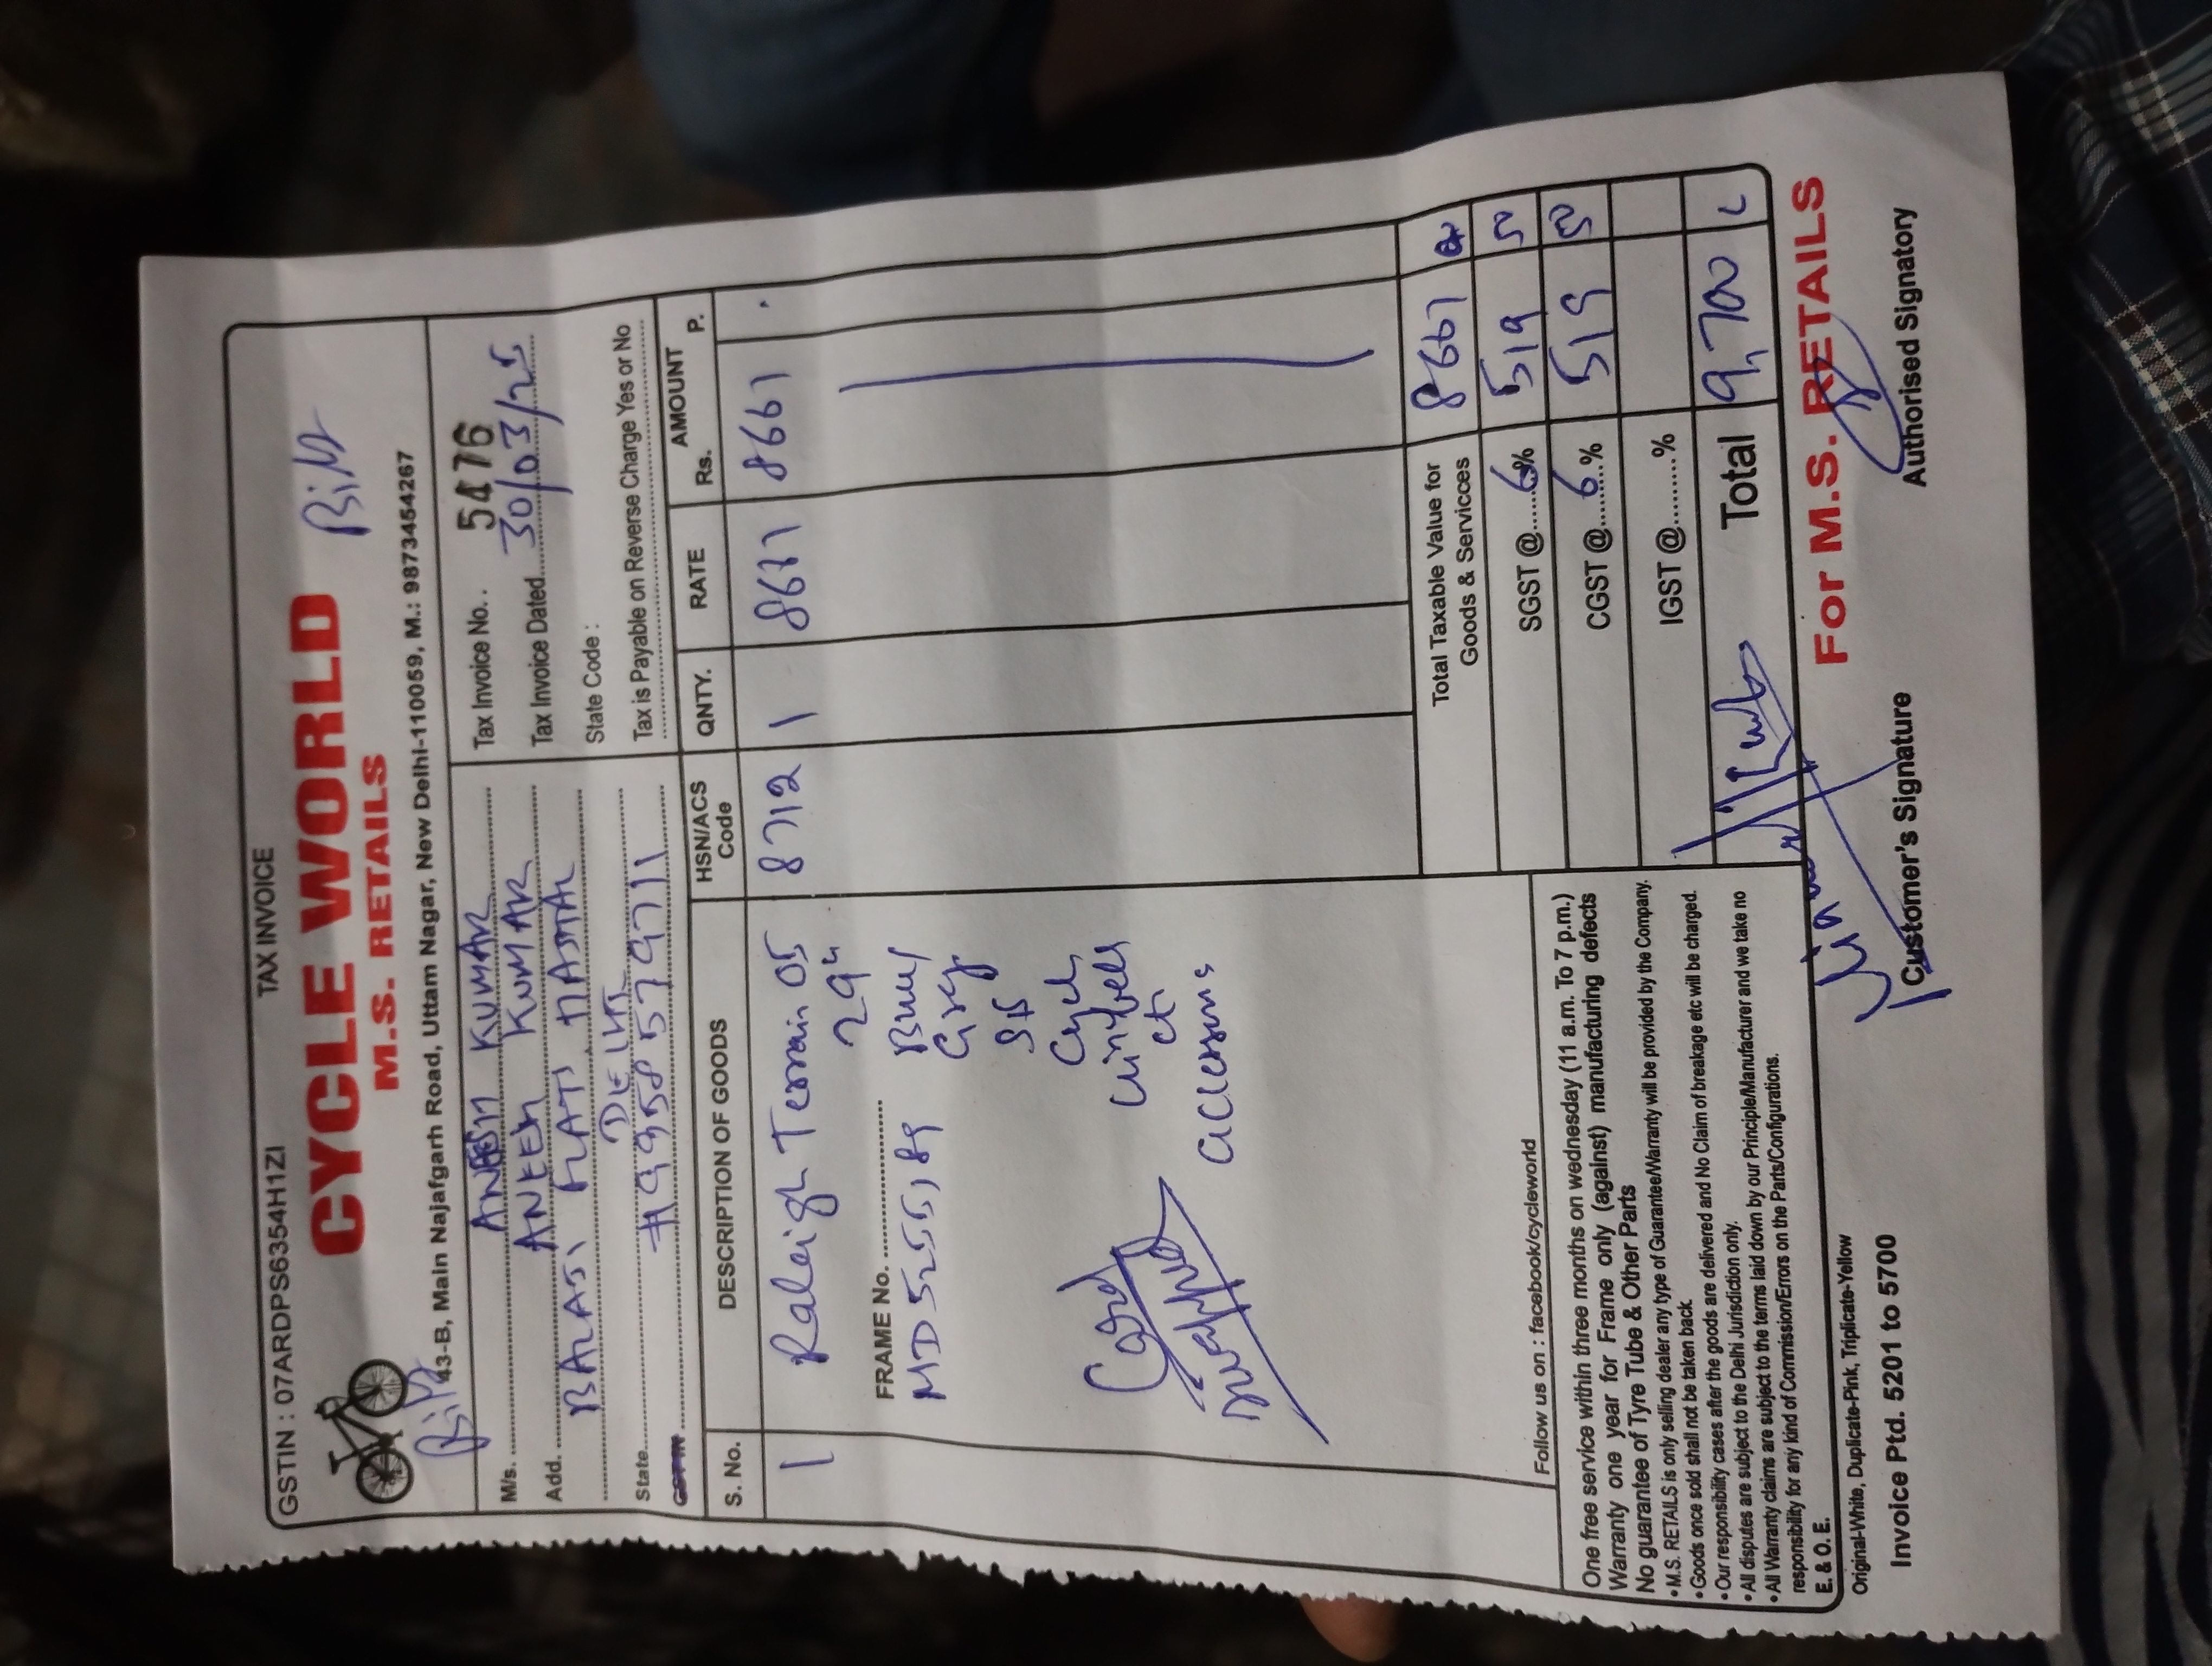 GSTIN : 07ARDPS6354H1ZI TAX INVOICE
CYCLE WORLD
M.S. RETAILS
43-B, Main Najafgarh Road, Uttam Nagar, New Delhi-110059, M.: 9873454267
M/s. KUMAR
Add. KUMAR
DELHI
State
# 9958557971
Tax Invoice No. . 5476
Tax Invoice Dated 30/03/25
State Code :
Tax is Payable on Reverse Charge Yes or No
S. No. DESCRIPTION OF GOODS HSN/ACS Code QNTY. RATE AMOUNT Rs. P.
1 Raleigh Terrain 05 8712 1 8661 8661
29"
FRAME No.
Grey
Cycle
accessories
Card
Swapped
Total Taxable Value for Goods & Services 8661
SGST @ 6 % 519 50
CGST @ 6 % 519 50
IGST @ %
Total 9,700
Follow us on : facebook/cycleworld
One free service within three months on wednesday (11 a.m. To 7 p.m.)
Warranty one year for Frame only (against) manufacturing defects
No guarantee of Tyre Tube & Other Parts
• M.S. RETAILS is only selling dealer any type of Guarantee/Warranty will be provided by the Company.
• Goods once sold shall not be taken back
• Our responsibility cases after the goods are delivered and No Claim of breakage etc will be charged.
• All disputes are subject to the Delhi Jurisdiction only.
• All Warranty claims are subject to the terms laid down by our Principle/Manufacturer and we take no
responsibility for any kind of Commission/Errors on the Parts/Configurations.
E. & O. E.
For M.S. RETAILS
Original-White, Duplicate-Pink, Triplicate-Yellow
Invoice Ptd. 5201 to 5700
Customer's Signature
Authorised Signatory